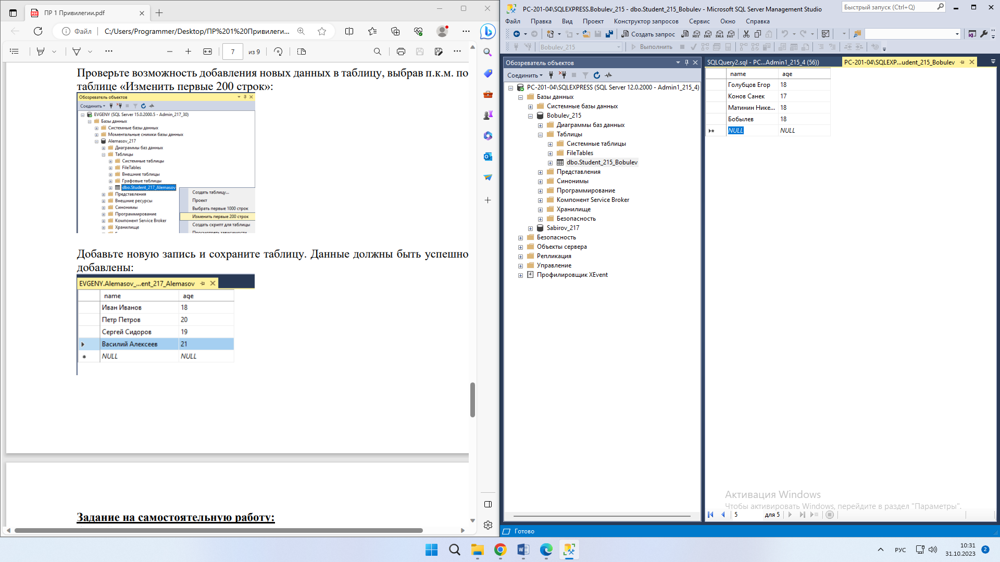 ПР 1 Привилегии.pdf
Файл
C:/Users/Programmer/Desktop/ПР%201%20Привилеги...
7
из 9
Проверьте возможность добавления новых данных в таблицу, выбрав п.к.м. по
таблице «Изменить первые 200 строк»:
Обозреватель объектов
Соединить
EVGENY (SQL Server 15.0.2000.5 - Admin_217_30)
Базы данных
Системные базы данных
Моментальные снимки базы данных
Alemasov_217
Диаграммы баз данных
Таблицы
Системные таблицы
FileTables
Внешние таблицы
Графовые таблицы
dbo.Student_217_Alemasov
Представления
Внешние ресурсы
Синонимы
Программирование
Компонент Service Broker
Хранилище
Создать таблицу...
Проект
Выбрать первые 1000 строк
Изменить первые 200 строк
Создать скрипт для таблицы
Просмотреть зависимости
Добавьте новую запись и сохраните таблицу. Данные должны быть успешно
добавлены:
EVGENY.Alemasov_...ent_217_Alemasov
name age
Иван Иванов 18
Петр Петров 20
Сергей Сидоров 19
Василий Алексеев 21
NULL NULL
Задание на самостоятельную работу:
PC-201-04\SQLEXPRESS.Bobulev_215 - dbo.Student_215_Bobulev - Microsoft SQL Server Management Studio
Быстрый запуск (Ctrl+Q)
Файл Правка Вид Проект Конструктор запросов Сервис Окно Справка
Создать запрос
MDX DMX XMLA DAX
Bobulev_215
Выполнить
Обозреватель объектов
Соединить
PC-201-04\SQLEXPRESS (SQL Server 12.0.2000 - Admin1_215_4)
Базы данных
Системные базы данных
Bobulev_215
Диаграммы баз данных
Таблицы
Системные таблицы
FileTables
dbo.Student_215_Bobulev
Представления
Синонимы
Программирование
Компонент Service Broker
Хранилище
Безопасность
Sabirov_217
Безопасность
Объекты сервера
Репликация
Управление
Профилировщик XEvent
SQLQuery2.sql - PC...Admin1_215_4 (56))
PC-201-04\SQLEXP...udent_215_Bobulev
name age
Голубцов Егор 18
Конов Санек 17
Матинин Нике... 18
Бобылев 18
NULL NULL
Активация Windows
Чтобы активировать Windows, перейдите в раздел "Параметры".
5
для 5
Готово
РУС
10:31
31.10.2023
2